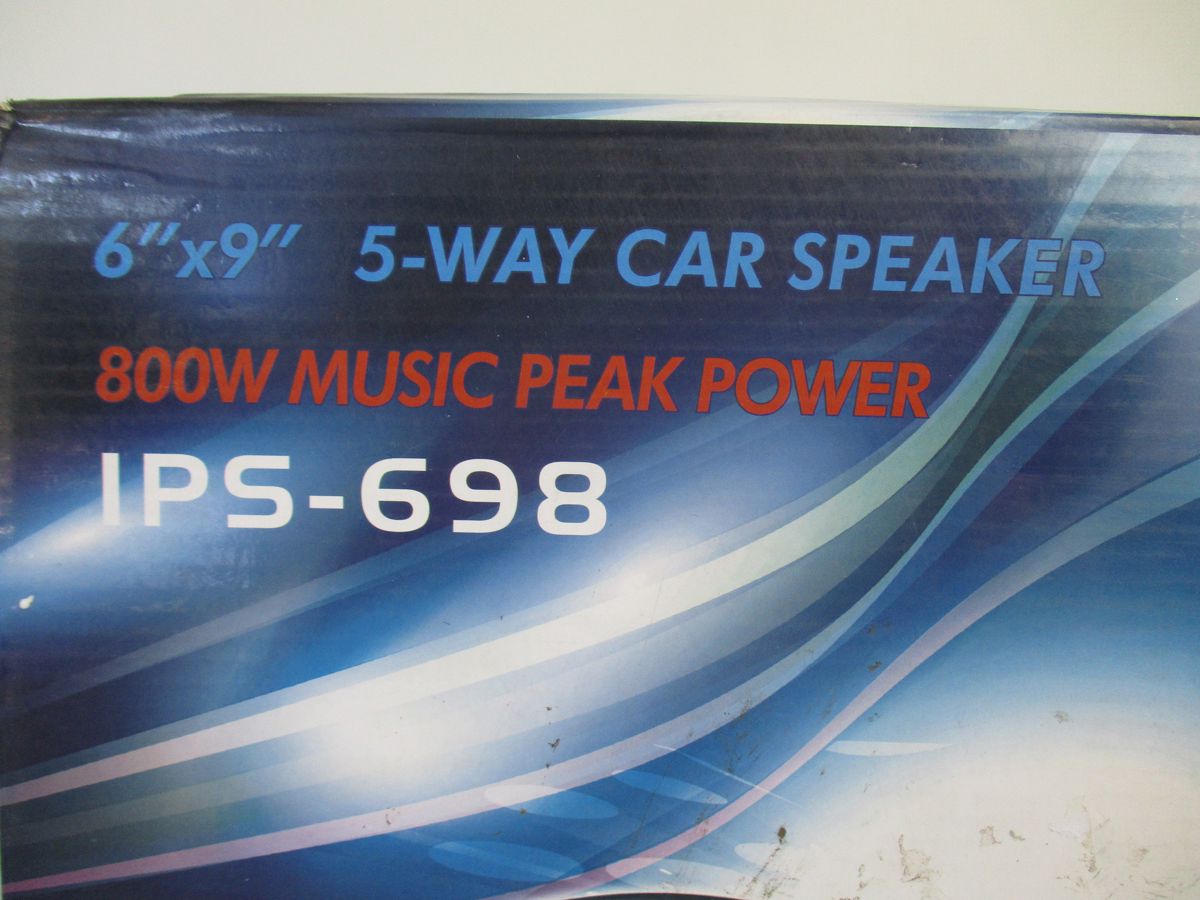 6"x9" 5-WAY CAR SPEAKER
800W MUSIC PEAK POWER
IPS-698